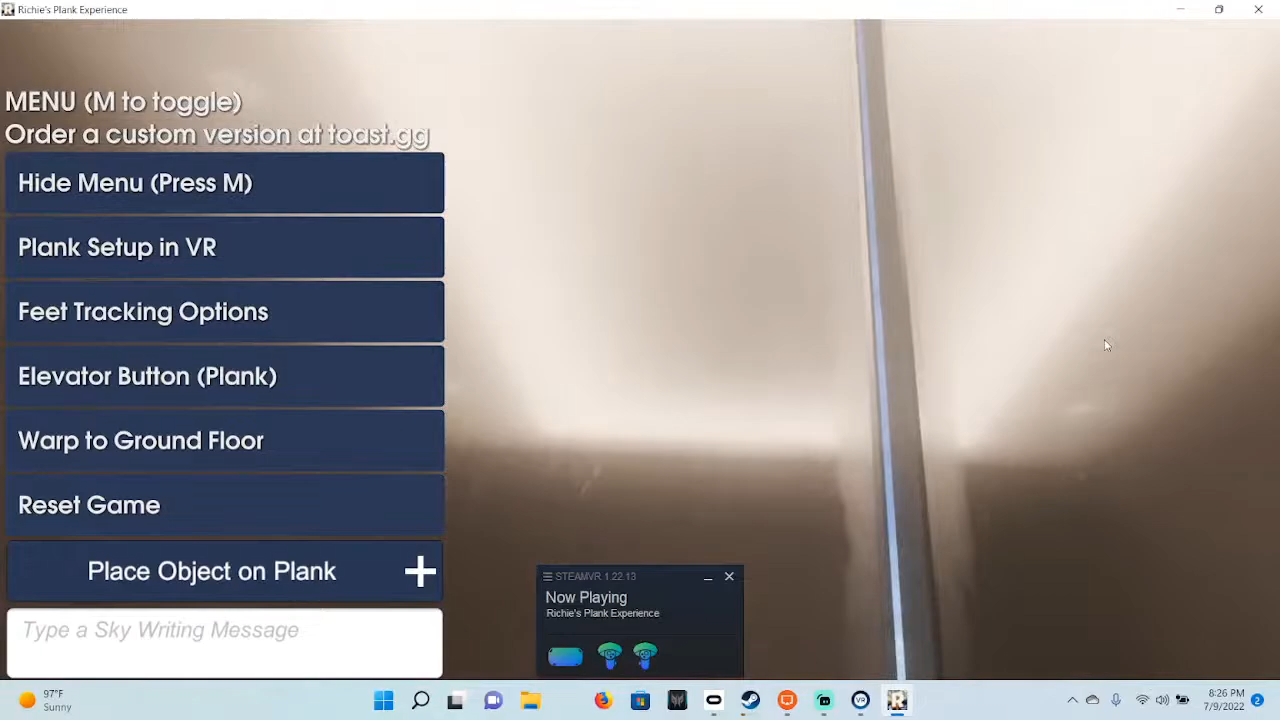 Richie's Plank Experience
MENU (M to toggle)
Order a custom version at toast.gg
Hide Menu (Press M)
Plank Setup in VR
Feet Tracking Options
Elevator Button (Plank)
Warp to Ground Floor
Reset Game
Place Object on Plank +
Type a Sky Writing Message
STEAMVR 1.22.13
Now Playing
Richie's Plank Experience
97°F
Sunny
8:26 PM
7/9/2022
2